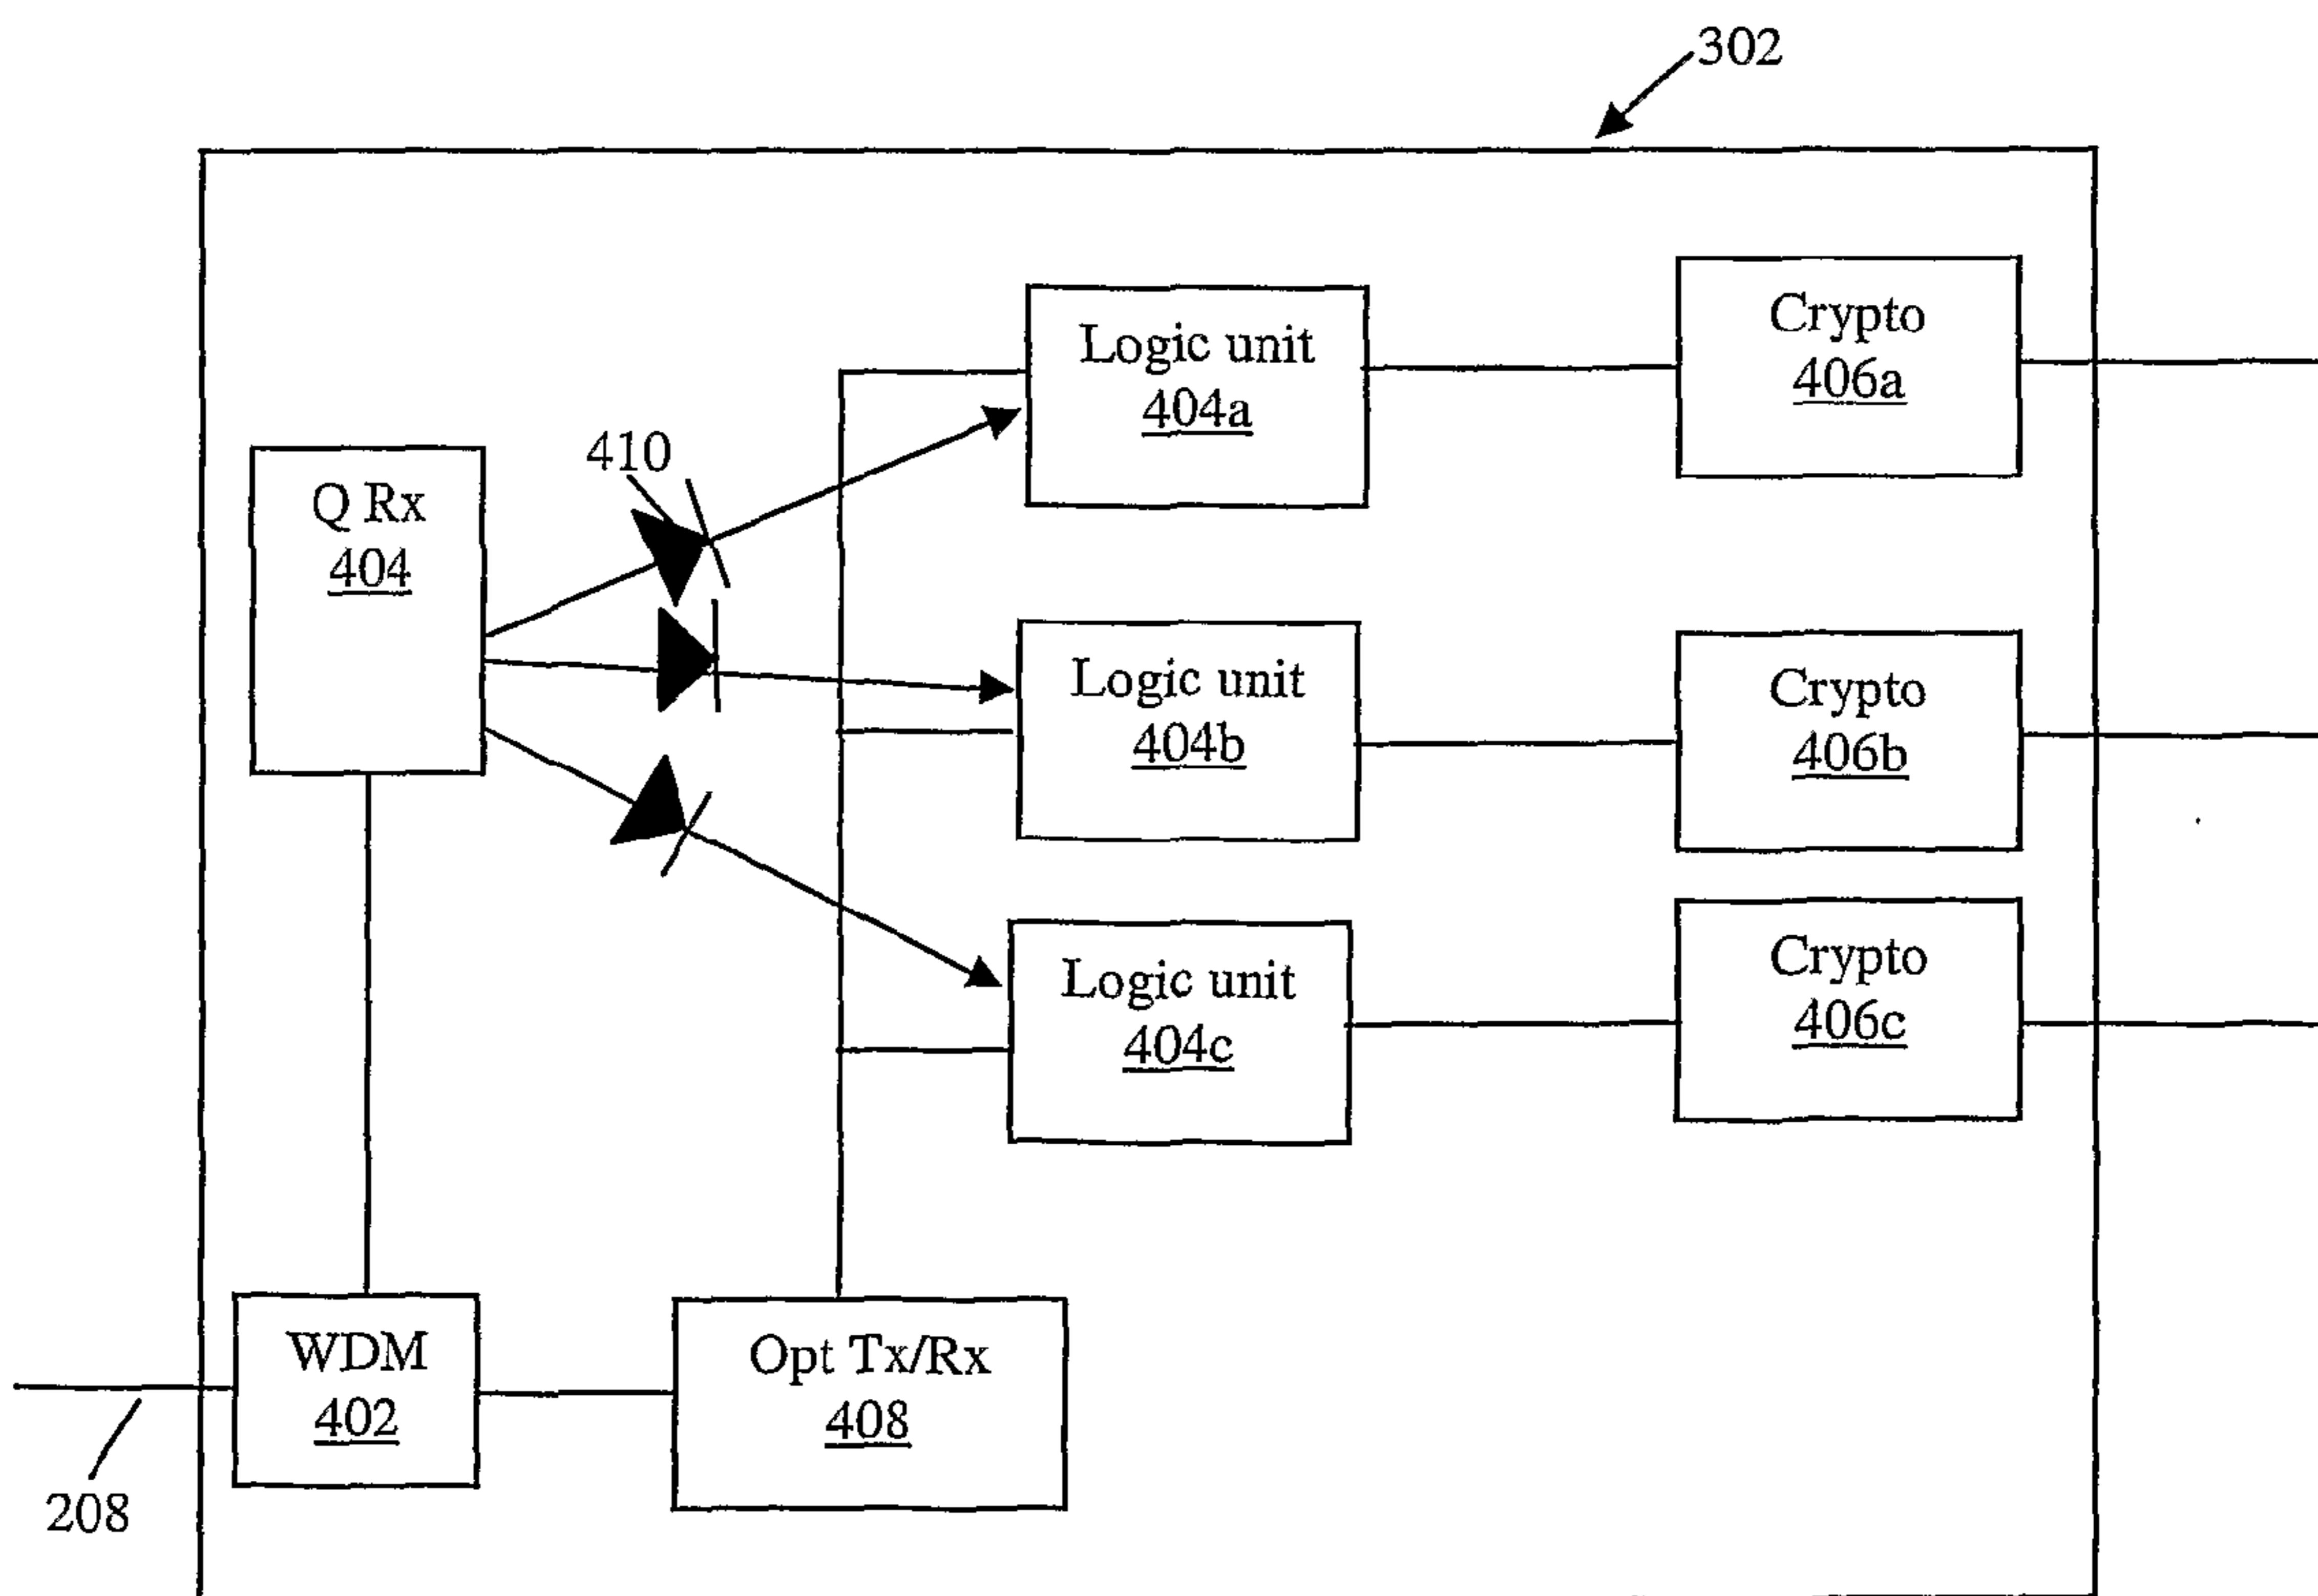 302
Logic unit
404a
Crypto
406a
410
Q Rx
404
Logic unit
404b
Crypto
406b
Logic unit
404c
Crypto
406c
WDM
402
Opt Tx/Rx
408
208